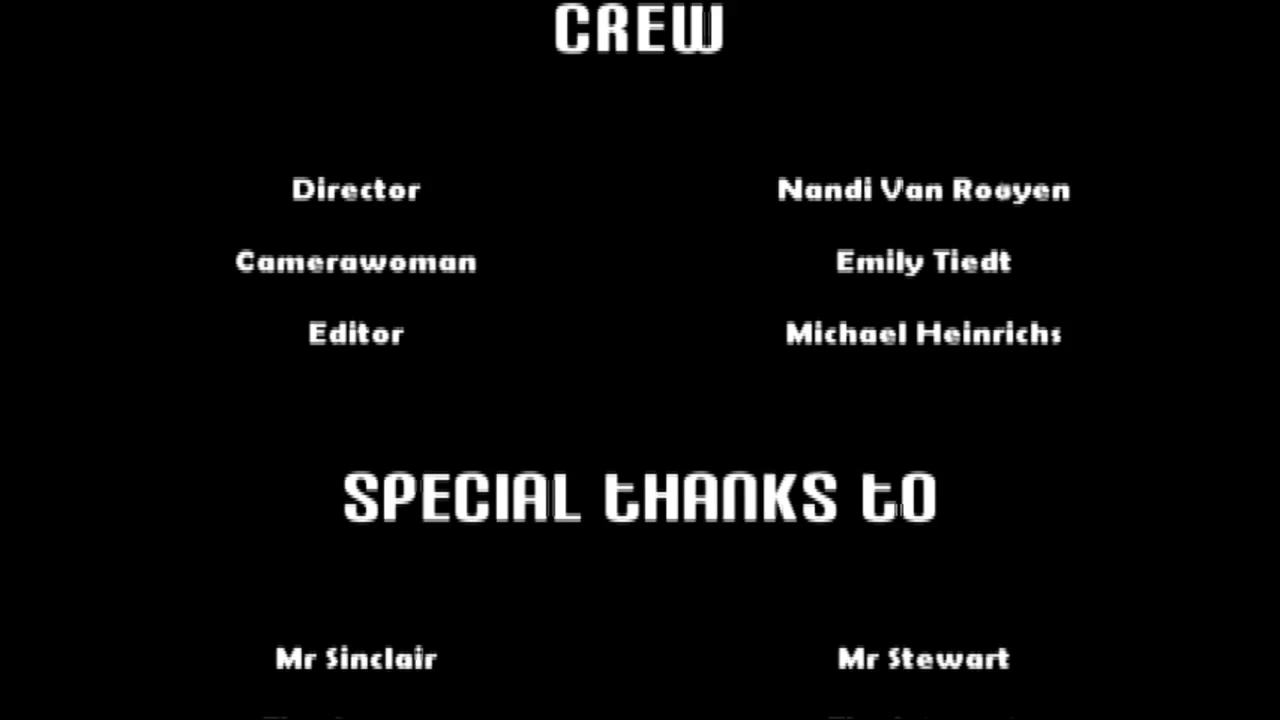 CREW
Director Nandi Van Rooyen
Camerawoman Emily Tiedt
Editor Michael Heinrichs
SPECIAL THANKS TO
Mr Sinclair Mr Stewart